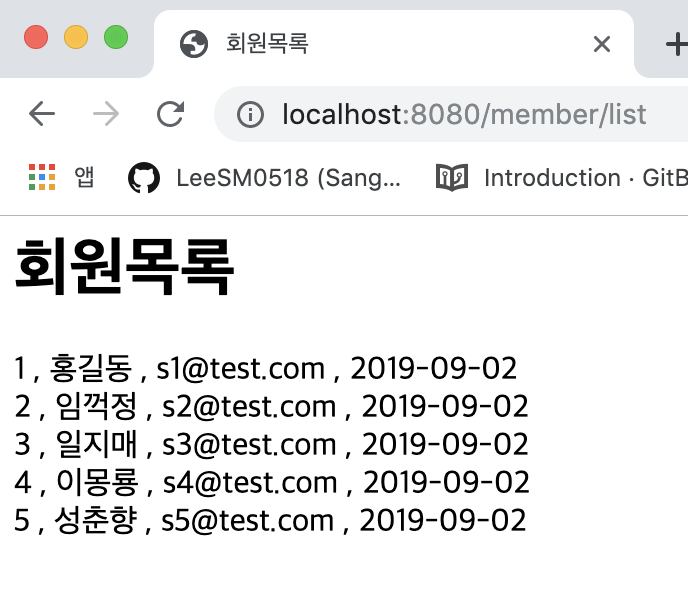 회원목록
localhost:8080/member/list
앱 LeeSM0518 (Sang... Introduction · GitB
회원목록
1 , 홍길동 , s1@test.com , 2019-09-02
2 , 임꺽정 , s2@test.com , 2019-09-02
3 , 일지매 , s3@test.com , 2019-09-02
4 , 이몽룡 , s4@test.com , 2019-09-02
5 , 성춘향 , s5@test.com , 2019-09-02